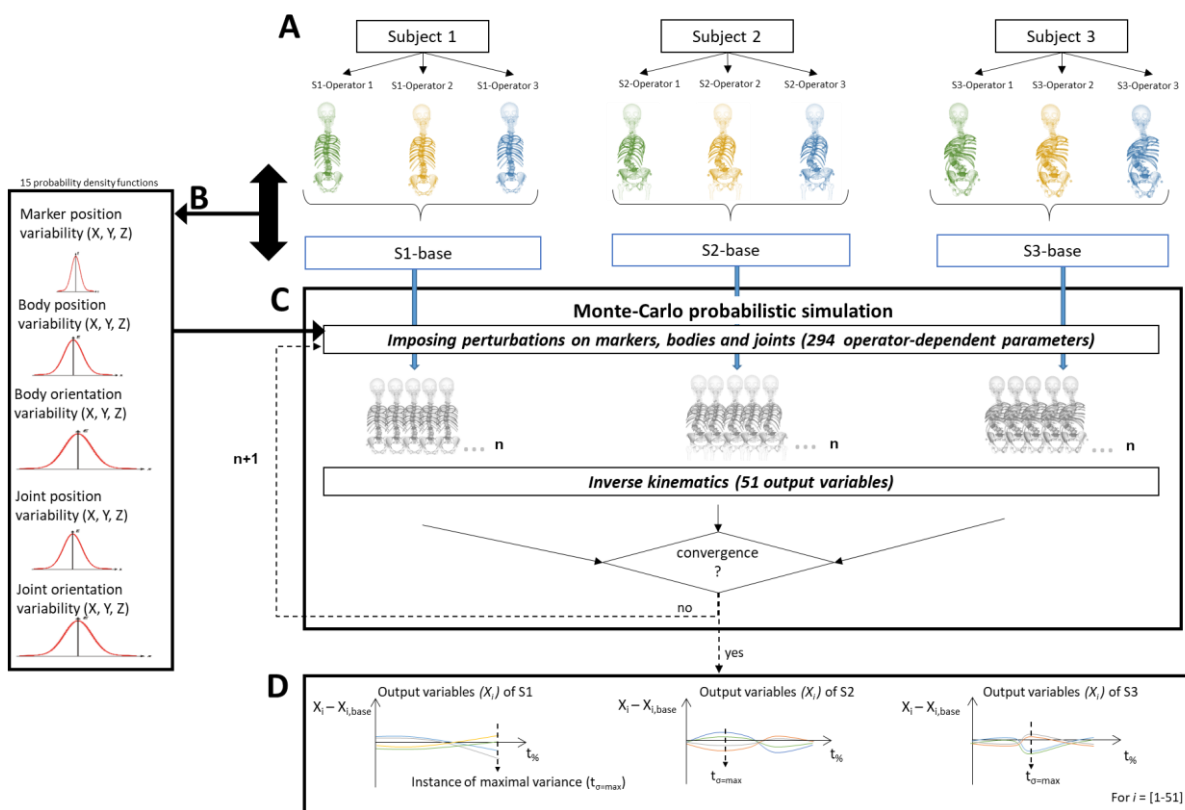 A
Subject 1
Subject 2
Subject 3
S1-Operator 1
S1-Operator 2
S1-Operator 3
S2-Operator 1
S2-Operator 2
S2-Operator 3
S3-Operator 1
S3-Operator 2
S3-Operator 3
B
15 probability density functions
Marker position
variability (X, Y, Z)
Body position
variability (X, Y, Z)
Body orientation
variability (X, Y, Z)
Joint position
variability (X, Y, Z)
Joint orientation
variability (X, Y, Z)
S1-base
S2-base
S3-base
C
Monte-Carlo probabilistic simulation
Imposing perturbations on markers, bodies and joints (294 operator-dependent parameters)
... n
... n
... n
n+1
Inverse kinematics (51 output variables)
convergence
?
no
yes
D
Output variables (Xi) of S1
Xi – Xi,base
t%
Instance of maximal variance (tσ=max)
Output variables (Xi) of S2
Xi – Xi,base
t%
tσ=max
Output variables (Xi) of S3
Xi – Xi,base
t%
tσ=max
For i = [1-51]